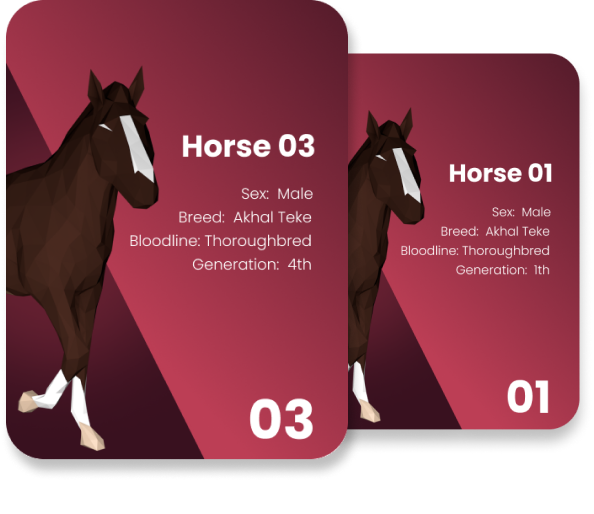 Horse 03
Sex: Male
Breed: Akhal Teke
Bloodline: Thoroughbred
Generation: 4th
03
Horse 01
Sex: Male
Breed: Akhal Teke
Bloodline: Thoroughbred
Generation: 1th
01